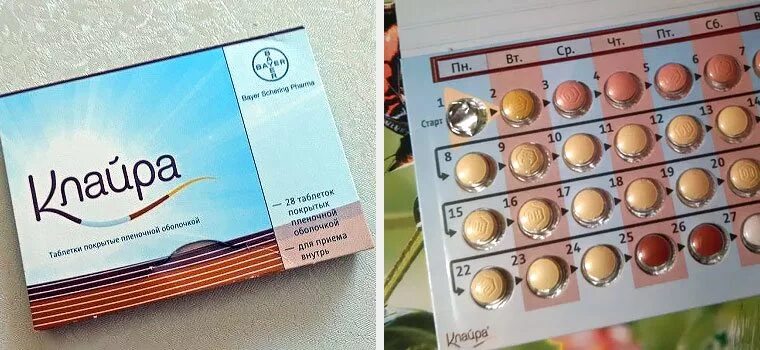 BAYER
BAYER
Bayer Schering Pharma
Клайра
Таблетки покрытые пленочной оболочкой
— 28 таблеток
покрытых
пленочной
оболочкой
— для приема
внутрь
Пн. Вт. Ср. Чт. Пт. Сб. В
1 2 3 4 5 6 7
Старт
8 9 10 11 12 13 14
15 16 17 18 19 20
22 23 24 25 26 27
Клайра